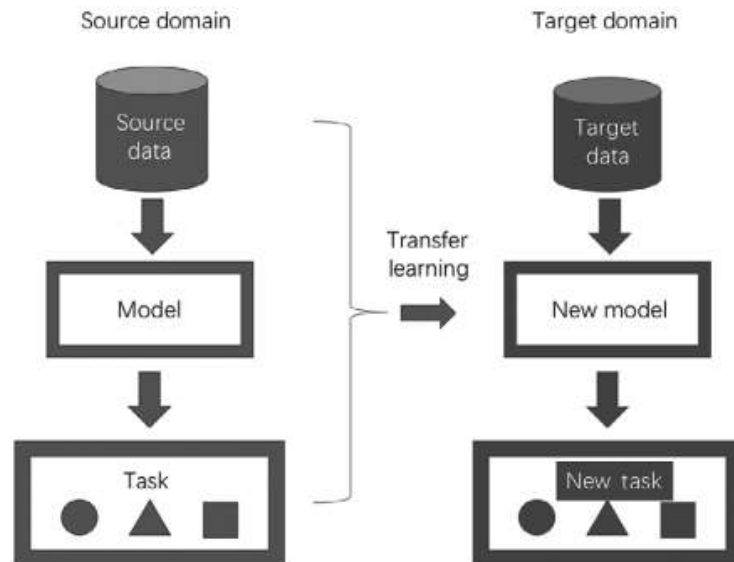 Source domain
Target domain
Source
data
Target
data
Transfer
learning
Model
New model
Task
New task